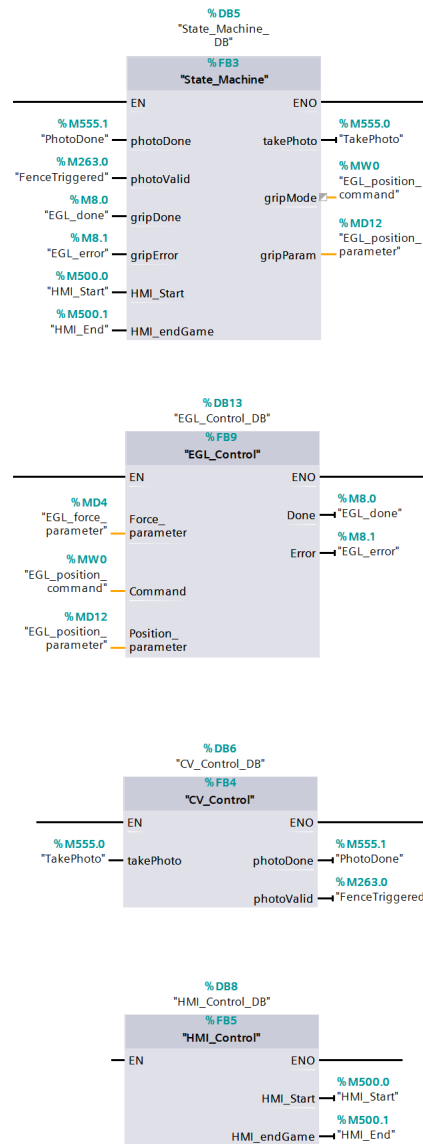 %DB5
"State_Machine_
DB"
%FB3
"State_Machine"
EN ENO
%M555.1
"PhotoDone"
photoDone
takePhoto
%M555.0
"TakePhoto"
%M263.0
"FenceTriggered"
photoValid
gripMode
%MW0
"EGL_position_
command"
%M8.0
"EGL_done"
gripDone
%M8.1
"EGL_error"
gripError
gripParam
%MD12
"EGL_position_
parameter"
%M500.0
"HMI_Start"
HMI_Start
%M500.1
"HMI_End"
HMI_endGame
%DB13
"EGL_Control_DB"
%FB9
"EGL_Control"
EN ENO
%MD4
"EGL_force_
parameter"
Force_
parameter
Done
%M8.0
"EGL_done"
Error
%M8.1
"EGL_error"
%MW0
"EGL_position_
command"
Command
%MD12
"EGL_position_
parameter"
Position_
parameter
%DB6
"CV_Control_DB"
%FB4
"CV_Control"
EN ENO
%M555.0
"TakePhoto"
takePhoto
photoDone
%M555.1
"PhotoDone"
photoValid
%M263.0
"FenceTriggered
%DB8
"HMI_Control_DB"
%FB5
"HMI_Control"
EN ENO
HMI_Start
%M500.0
"HMI_Start"
HMI_endGame
%M500.1
"HMI_End"